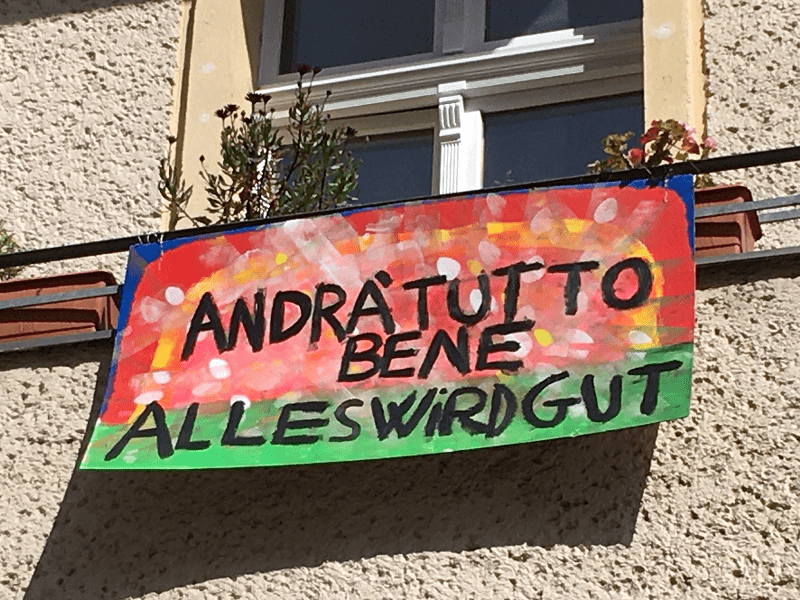 ANDRÀ TUTTO
BENE
ALLES WiRD GUT